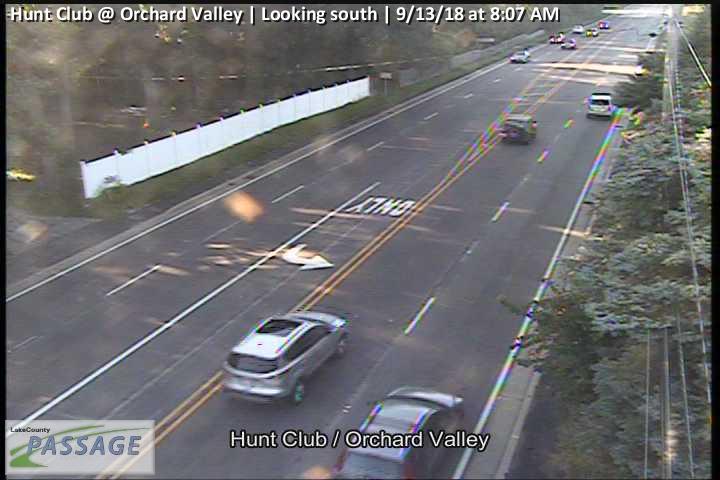 Hunt Club @ Orchard Valley | Looking south | 9/13/18 at 8:07 AM
ONLY
Hunt Club / Orchard Valley
LakeCounty
PASSAGE